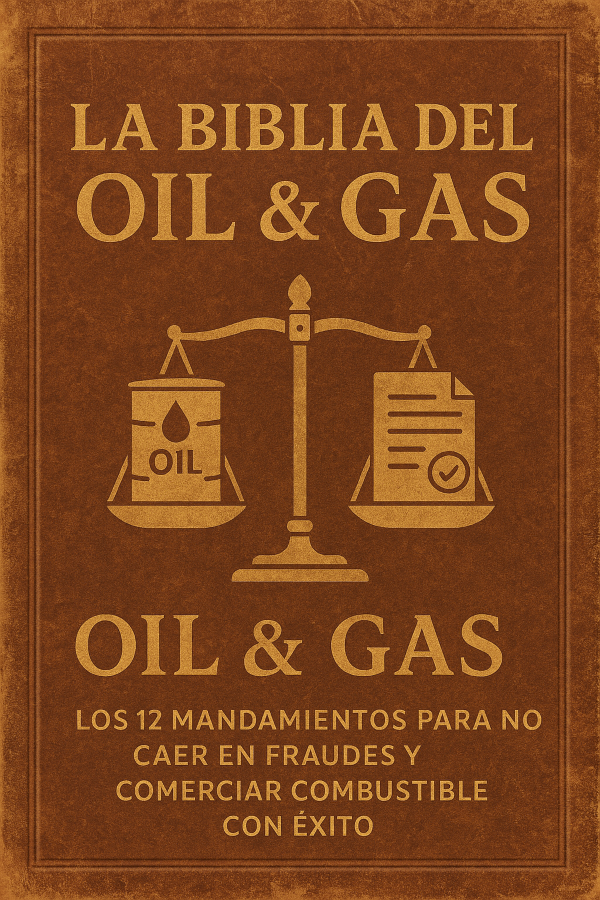 LA BIBLIA DEL
OIL & GAS
OIL
OIL & GAS
LOS 12 MANDAMIENTOS PARA NO
CAER EN FRAUDES Y
COMERCIAR COMBUSTIBLE
CON ÉXITO